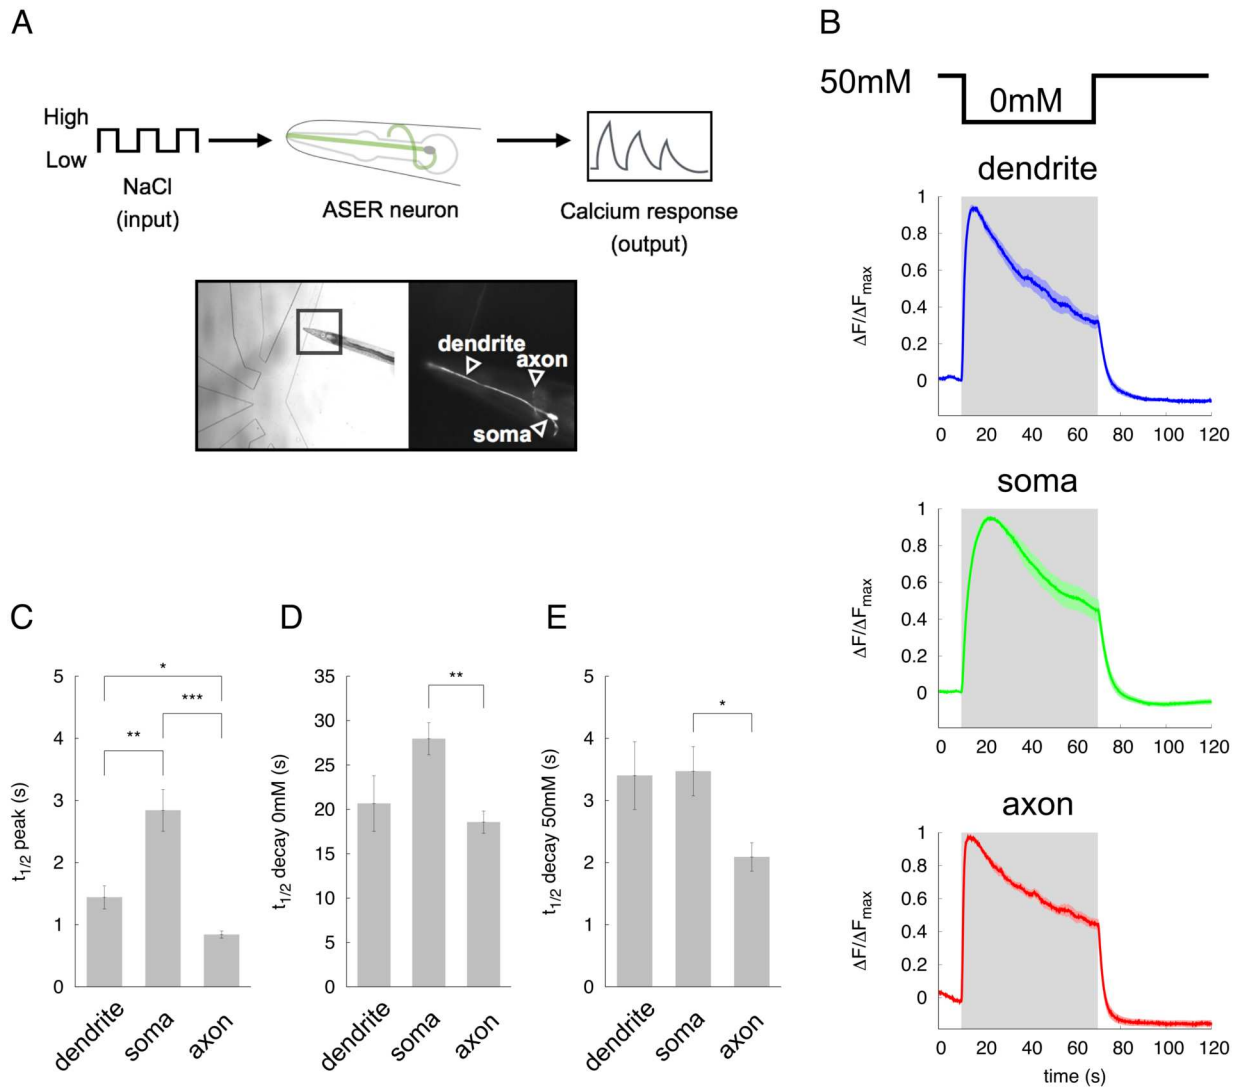 A
High
Low
NaCl
(input)
ASER neuron
Calcium response
(output)
dendrite
axon
soma
B
50mM
0mM
dendrite
1
0.8
0.6
0.4
0.2
0
ΔF/ΔFmax
0 20 40 60 80 100 120
soma
1
0.8
0.6
0.4
0.2
0
ΔF/ΔFmax
0 20 40 60 80 100 120
axon
1
0.8
0.6
0.4
0.2
0
ΔF/ΔFmax
0 20 40 60 80 100 120
time (s)
C
5
4
3
2
1
0
t1/2 peak (s)
*
***
**
dendrite
soma
axon
D
35
30
25
20
15
10
5
0
t1/2 decay 0mM (s)
**
dendrite
soma
axon
E
5
4
3
2
1
0
t1/2 decay 50mM (s)
*
dendrite
soma
axon